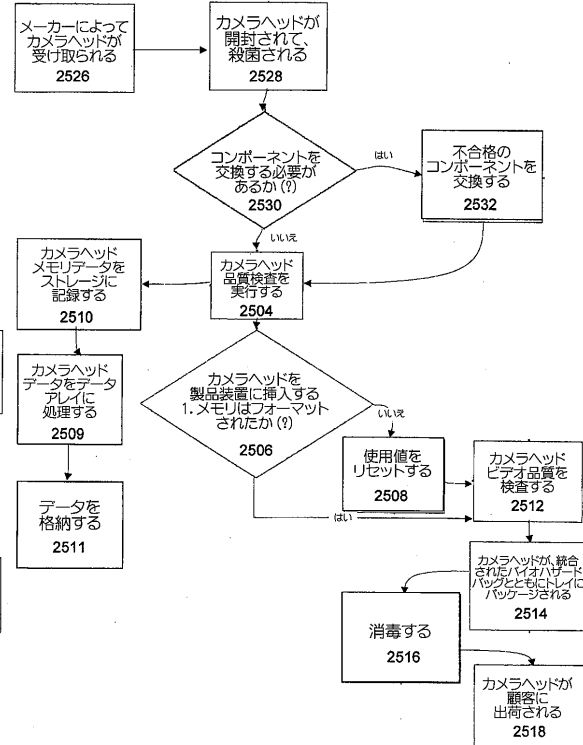 メーカーによって
カメラヘッドが
受け取られる
2526
カメラヘッドが
開封されて、
殺菌される
2528
コンポーネントを
交換する必要が
あるか(?)
2530
はい
不合格の
コンポーネントを
交換する
2532
いいえ
カメラヘッド
品質検査を
実行する
2504
カメラヘッド
メモリデータを
ストレージに
記録する
2510
カメラヘッド
データをデータ
アレイに
処理する
2509
データを
格納する
2511
カメラヘッドを
製品装置に挿入する
1. メモリはフォーマット
されたか(?)
2506
いいえ
使用値を
リセットする
2508
はい
カメラヘッド
ビデオ品質を
検査する
2512
カメラヘッドが、統合
されたバイオハザード
バッグとともにトレイに
パッケージされる
2514
消毒する
2516
カメラヘッドが
顧客に
出荷される
2518